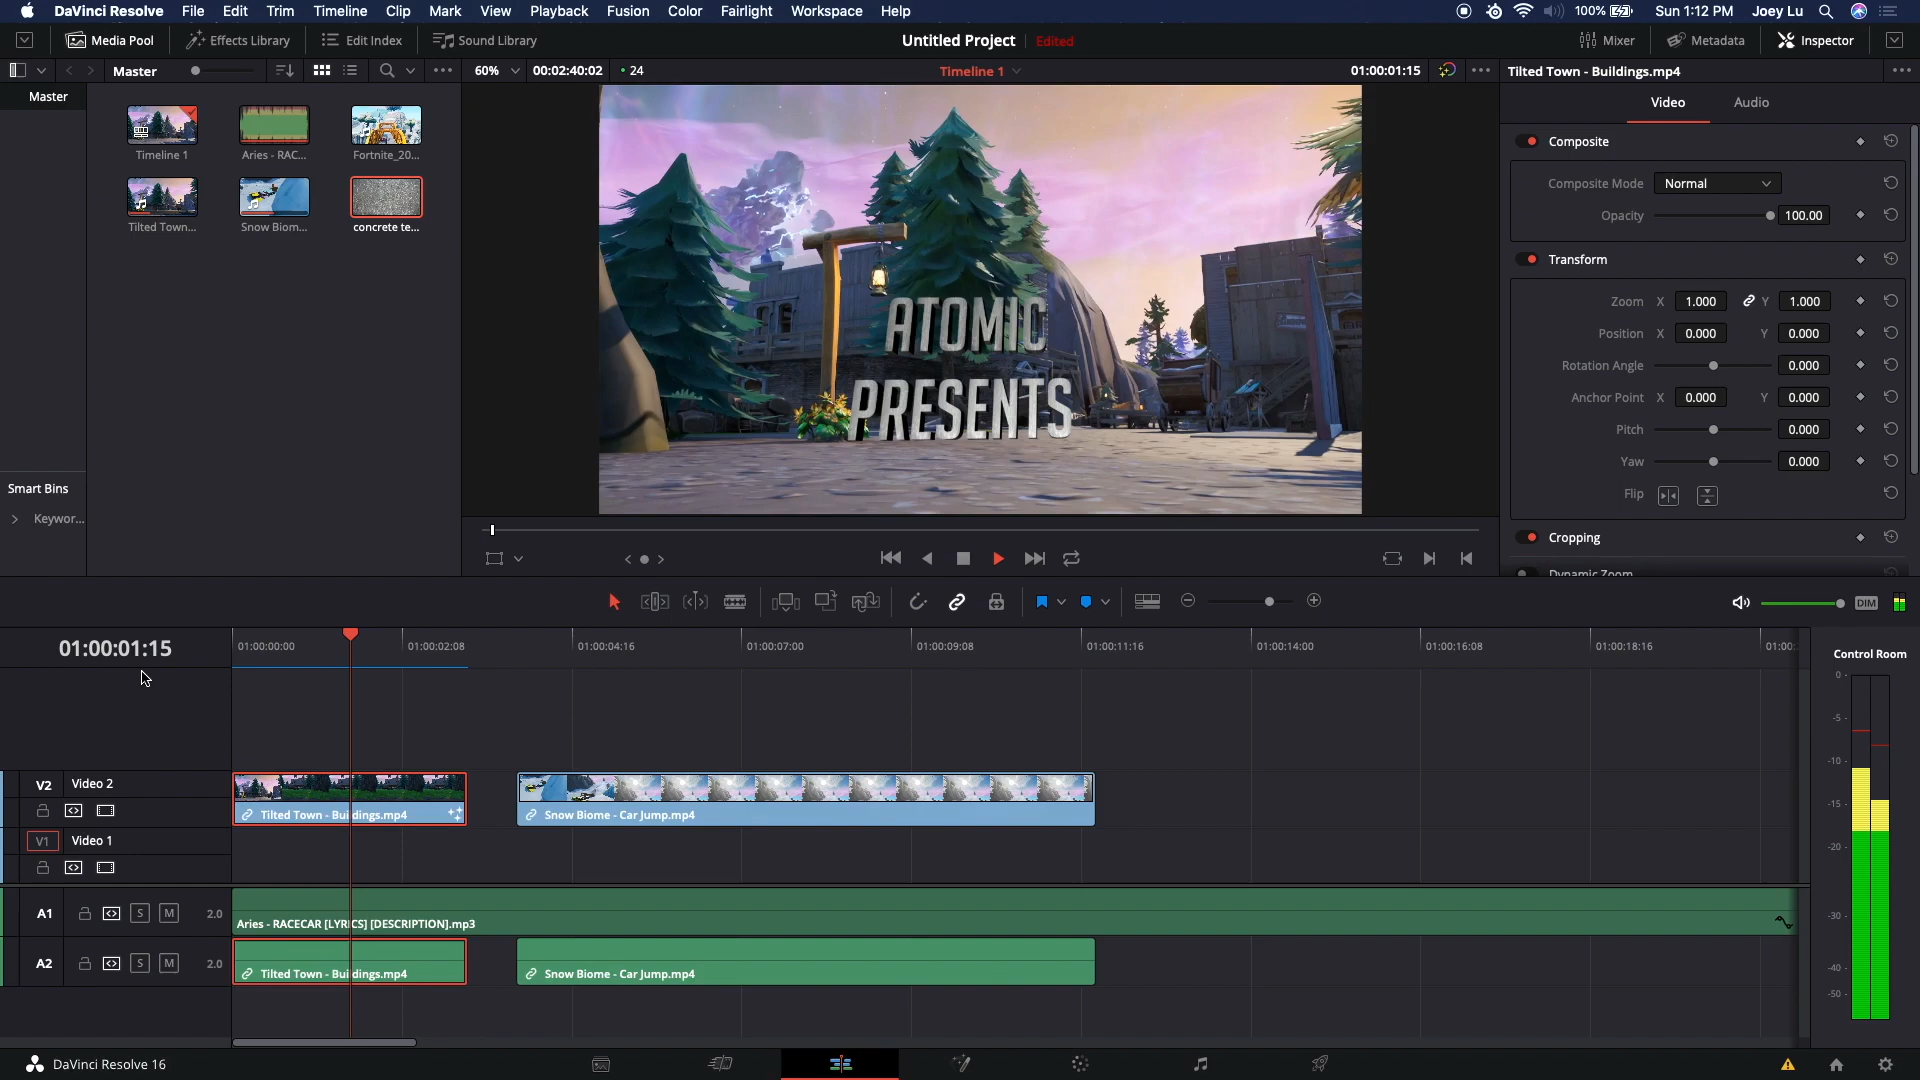 DaVinci Resolve File Edit Trim Timeline Clip Mark View Playback Fusion Color Fairlight Workspace Help 100% Sun 1:12 PM Joey Lu
Media Pool Effects Library Edit Index Sound Library Untitled Project Edited Mixer Metadata Inspector
Master 60% 00:02:40:02 24 Timeline 1 01:00:01:15 Tilted Town - Buildings.mp4
Master
Video Audio
Timeline 1 Aries - RAC... Fortnite_20...
Tilted Town... Snow Biom... concrete te...
Smart Bins
Keywor...
ATOMIC
PRESENTS
Composite
Composite Mode Normal
Opacity 100.00
Transform
Zoom X 1.000 Y 1.000
Position X 0.000 Y 0.000
Rotation Angle 0.000
Anchor Point X 0.000 Y 0.000
Pitch 0.000
Yaw 0.000
Flip
Cropping
Dynamic Zoom
DIM
01:00:01:15 01:00:00:00 01:00:02:08 01:00:04:16 01:00:07:00 01:00:09:08 01:00:11:16 01:00:14:00 01:00:16:08 01:00:18:16 01:00:
V2 Video 2
Tilted Town - Buildings.mp4 Snow Biome - Car Jump.mp4
V1 Video 1
A1 S M 2.0
Aries - RACECAR [LYRICS] [DESCRIPTION].mp3
A2 S M 2.0
Tilted Town - Buildings.mp4 Snow Biome - Car Jump.mp4
Control Room
0
-5
-10
-15
-20
-30
-40
-50
DaVinci Resolve 16